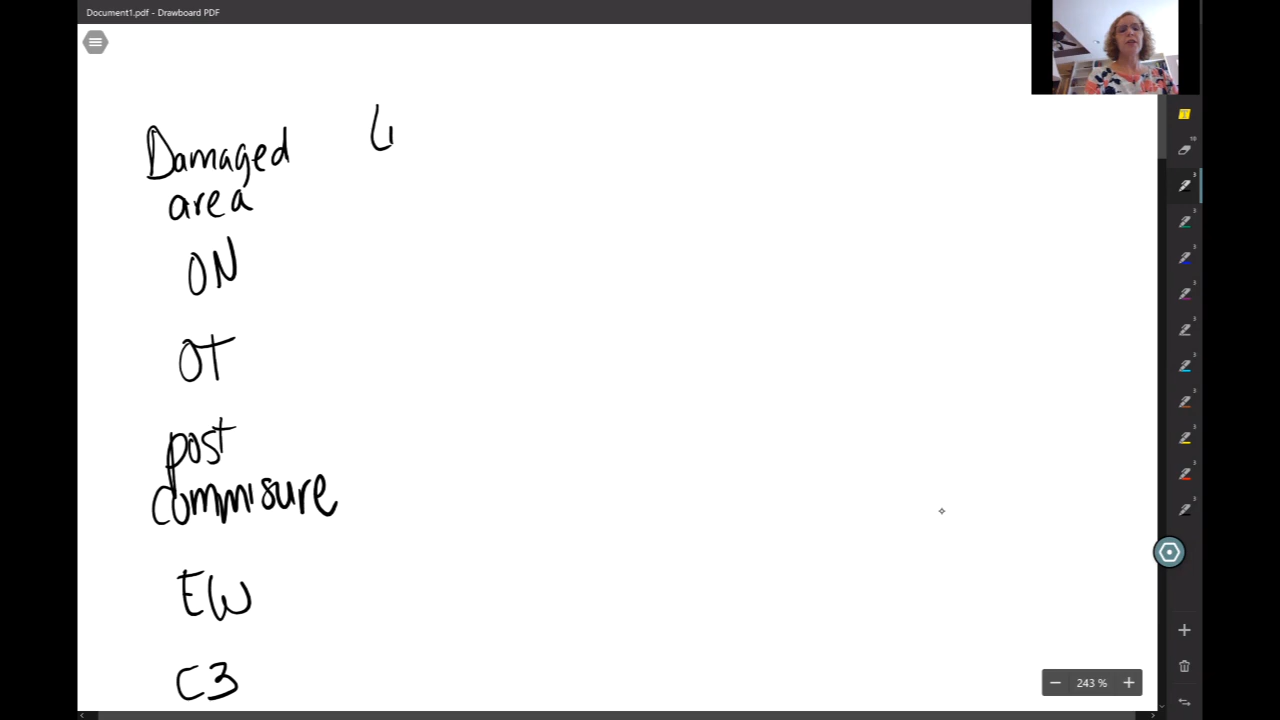 Document1.pdf - Drawboard PDF
Damaged
area
ON
OT
post
commisure
EW
C3
243 %